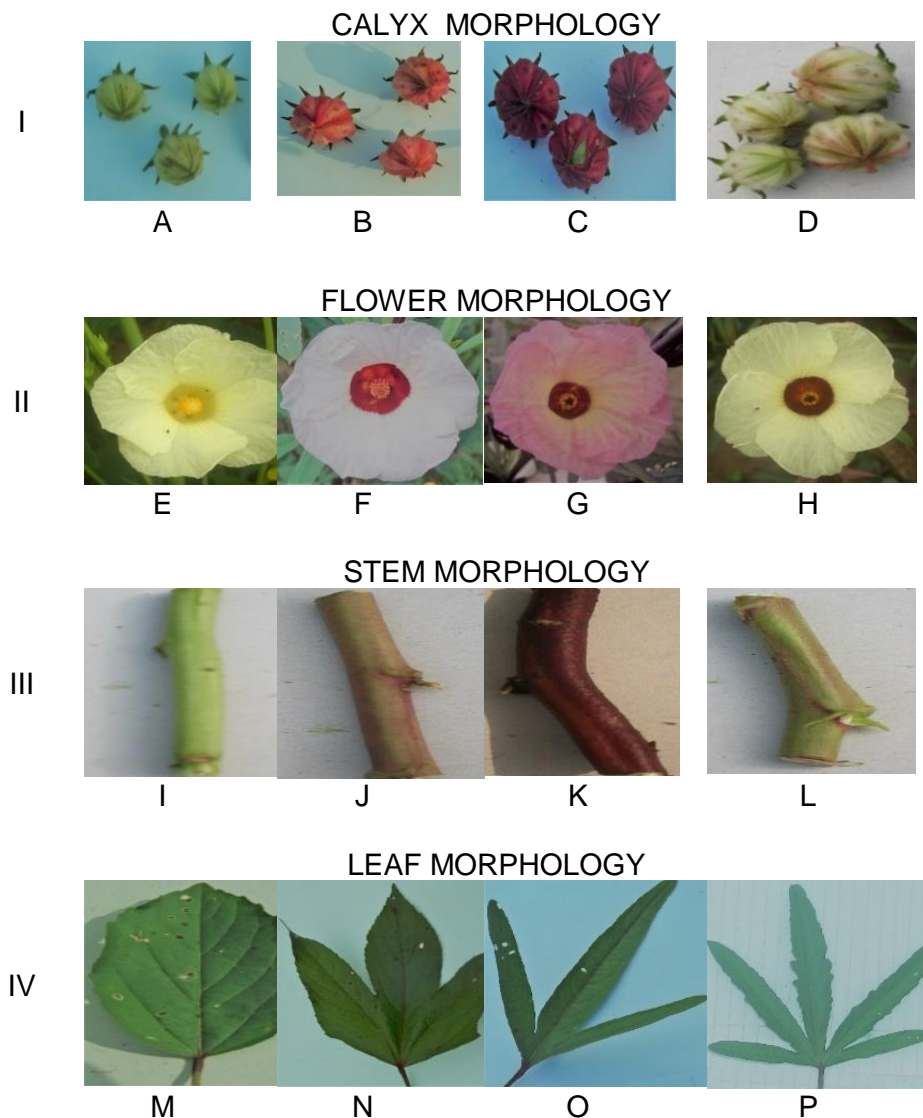 CALYX MORPHOLOGY
I
A B C D
FLOWER MORPHOLOGY
II
E F G H
STEM MORPHOLOGY
III
I J K L
LEAF MORPHOLOGY
IV
M N O P